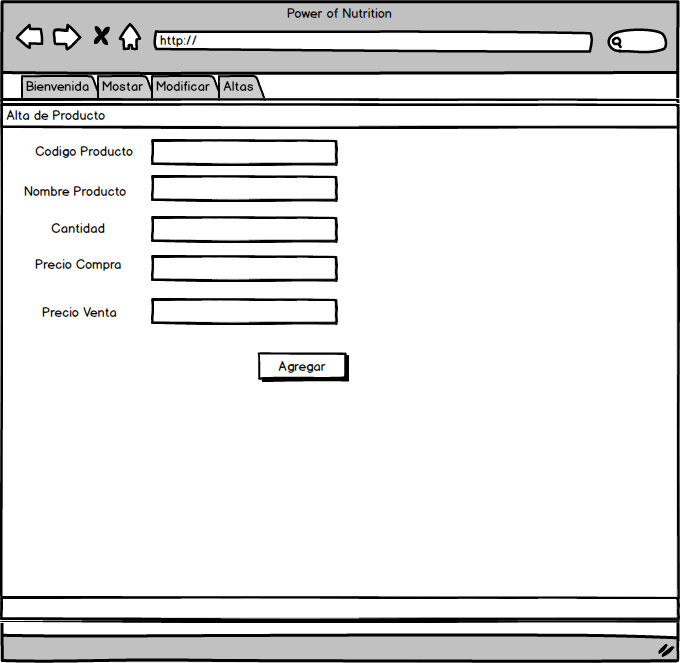 Power of Nutrition
http://
Bienvenida Mostar Modificar Altas
Alta de Producto
Codigo Producto
Nombre Producto
Cantidad
Precio Compra
Precio Venta
Agregar